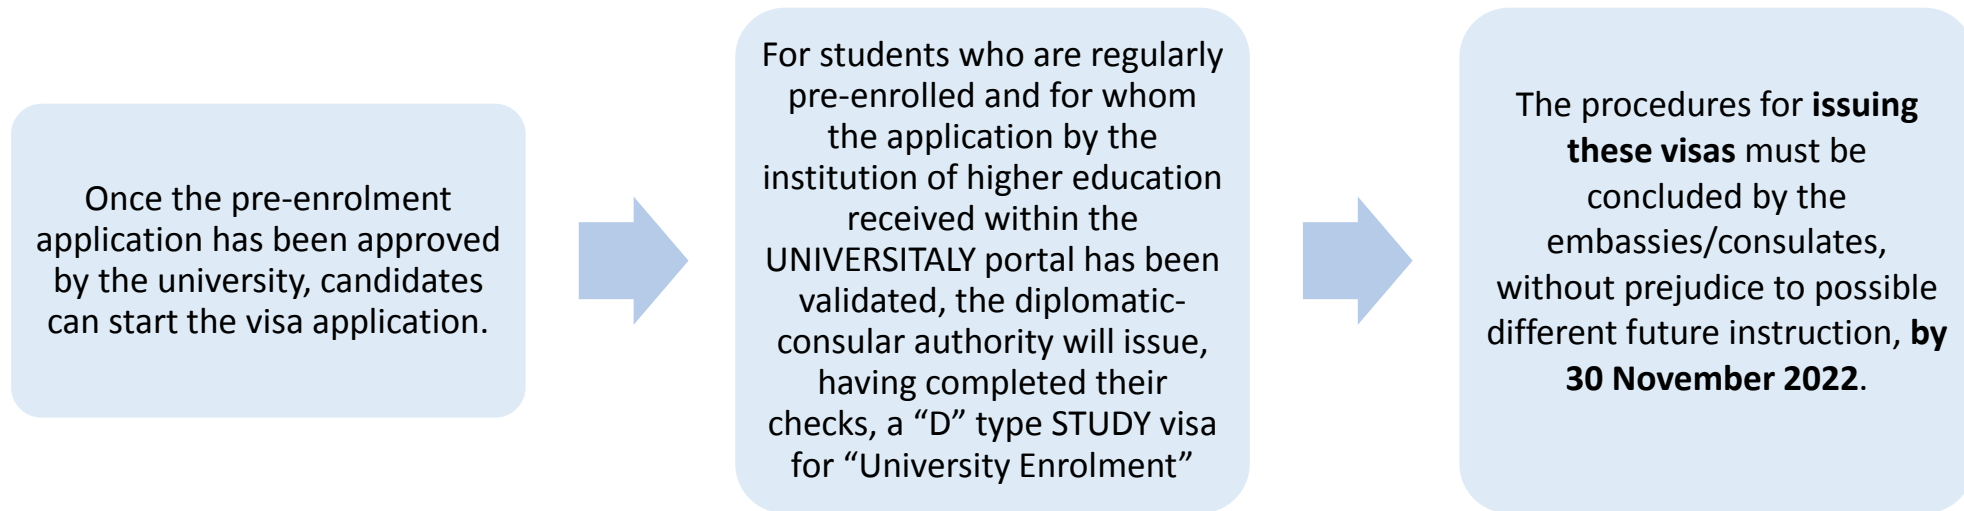 Once the pre-enrolment
application has been approved
by the university, candidates
can start the visa application.
For students who are regularly
pre-enrolled and for whom
the application by the
institution of higher education
received within the
UNIVERSITALY portal has been
validated, the diplomatic-
consular authority will issue,
having completed their
checks, a “D” type STUDY visa
for “University Enrolment”
The procedures for issuing
these visas must be
concluded by the
embassies/consulates,
without prejudice to possible
different future instruction, by
30 November 2022.